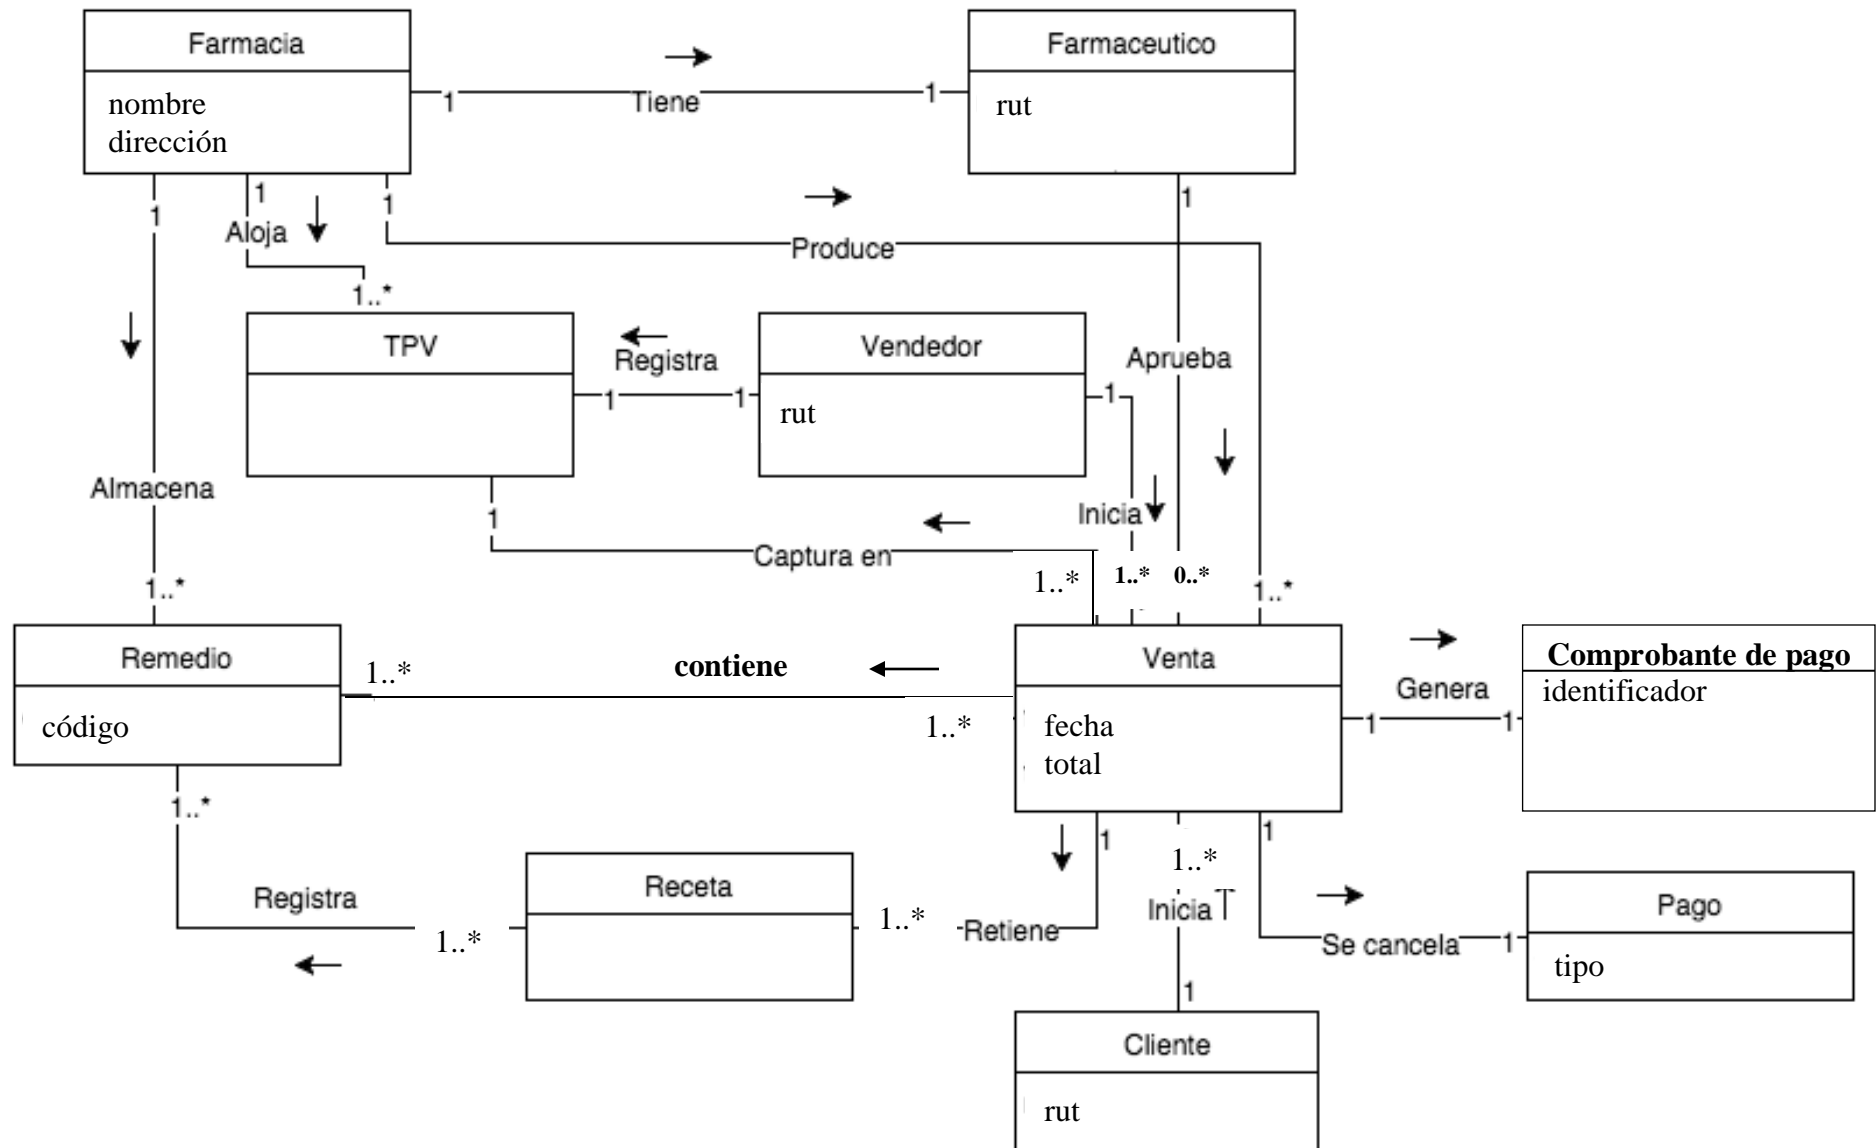 Farmacia
nombre
dirección
Farmaceutico
rut
1
Tiene
1
1
1
Aloja
1
Produce
1
1..*
TPV
Registra
1
1
Vendedor
rut
1
Aprueba
Almacena
1
Captura en
Inicia
1..*
1..*
1..*
0..*
1..*
Remedio
código
1..*
contiene
1..*
Venta
fecha
total
Genera
1
1
Comprobante de pago
identificador
1..*
Registra
1..*
Receta
1..*
Retiene
1
1..*
Inicia
1
1
Se cancela
1
Pago
tipo
Cliente
rut